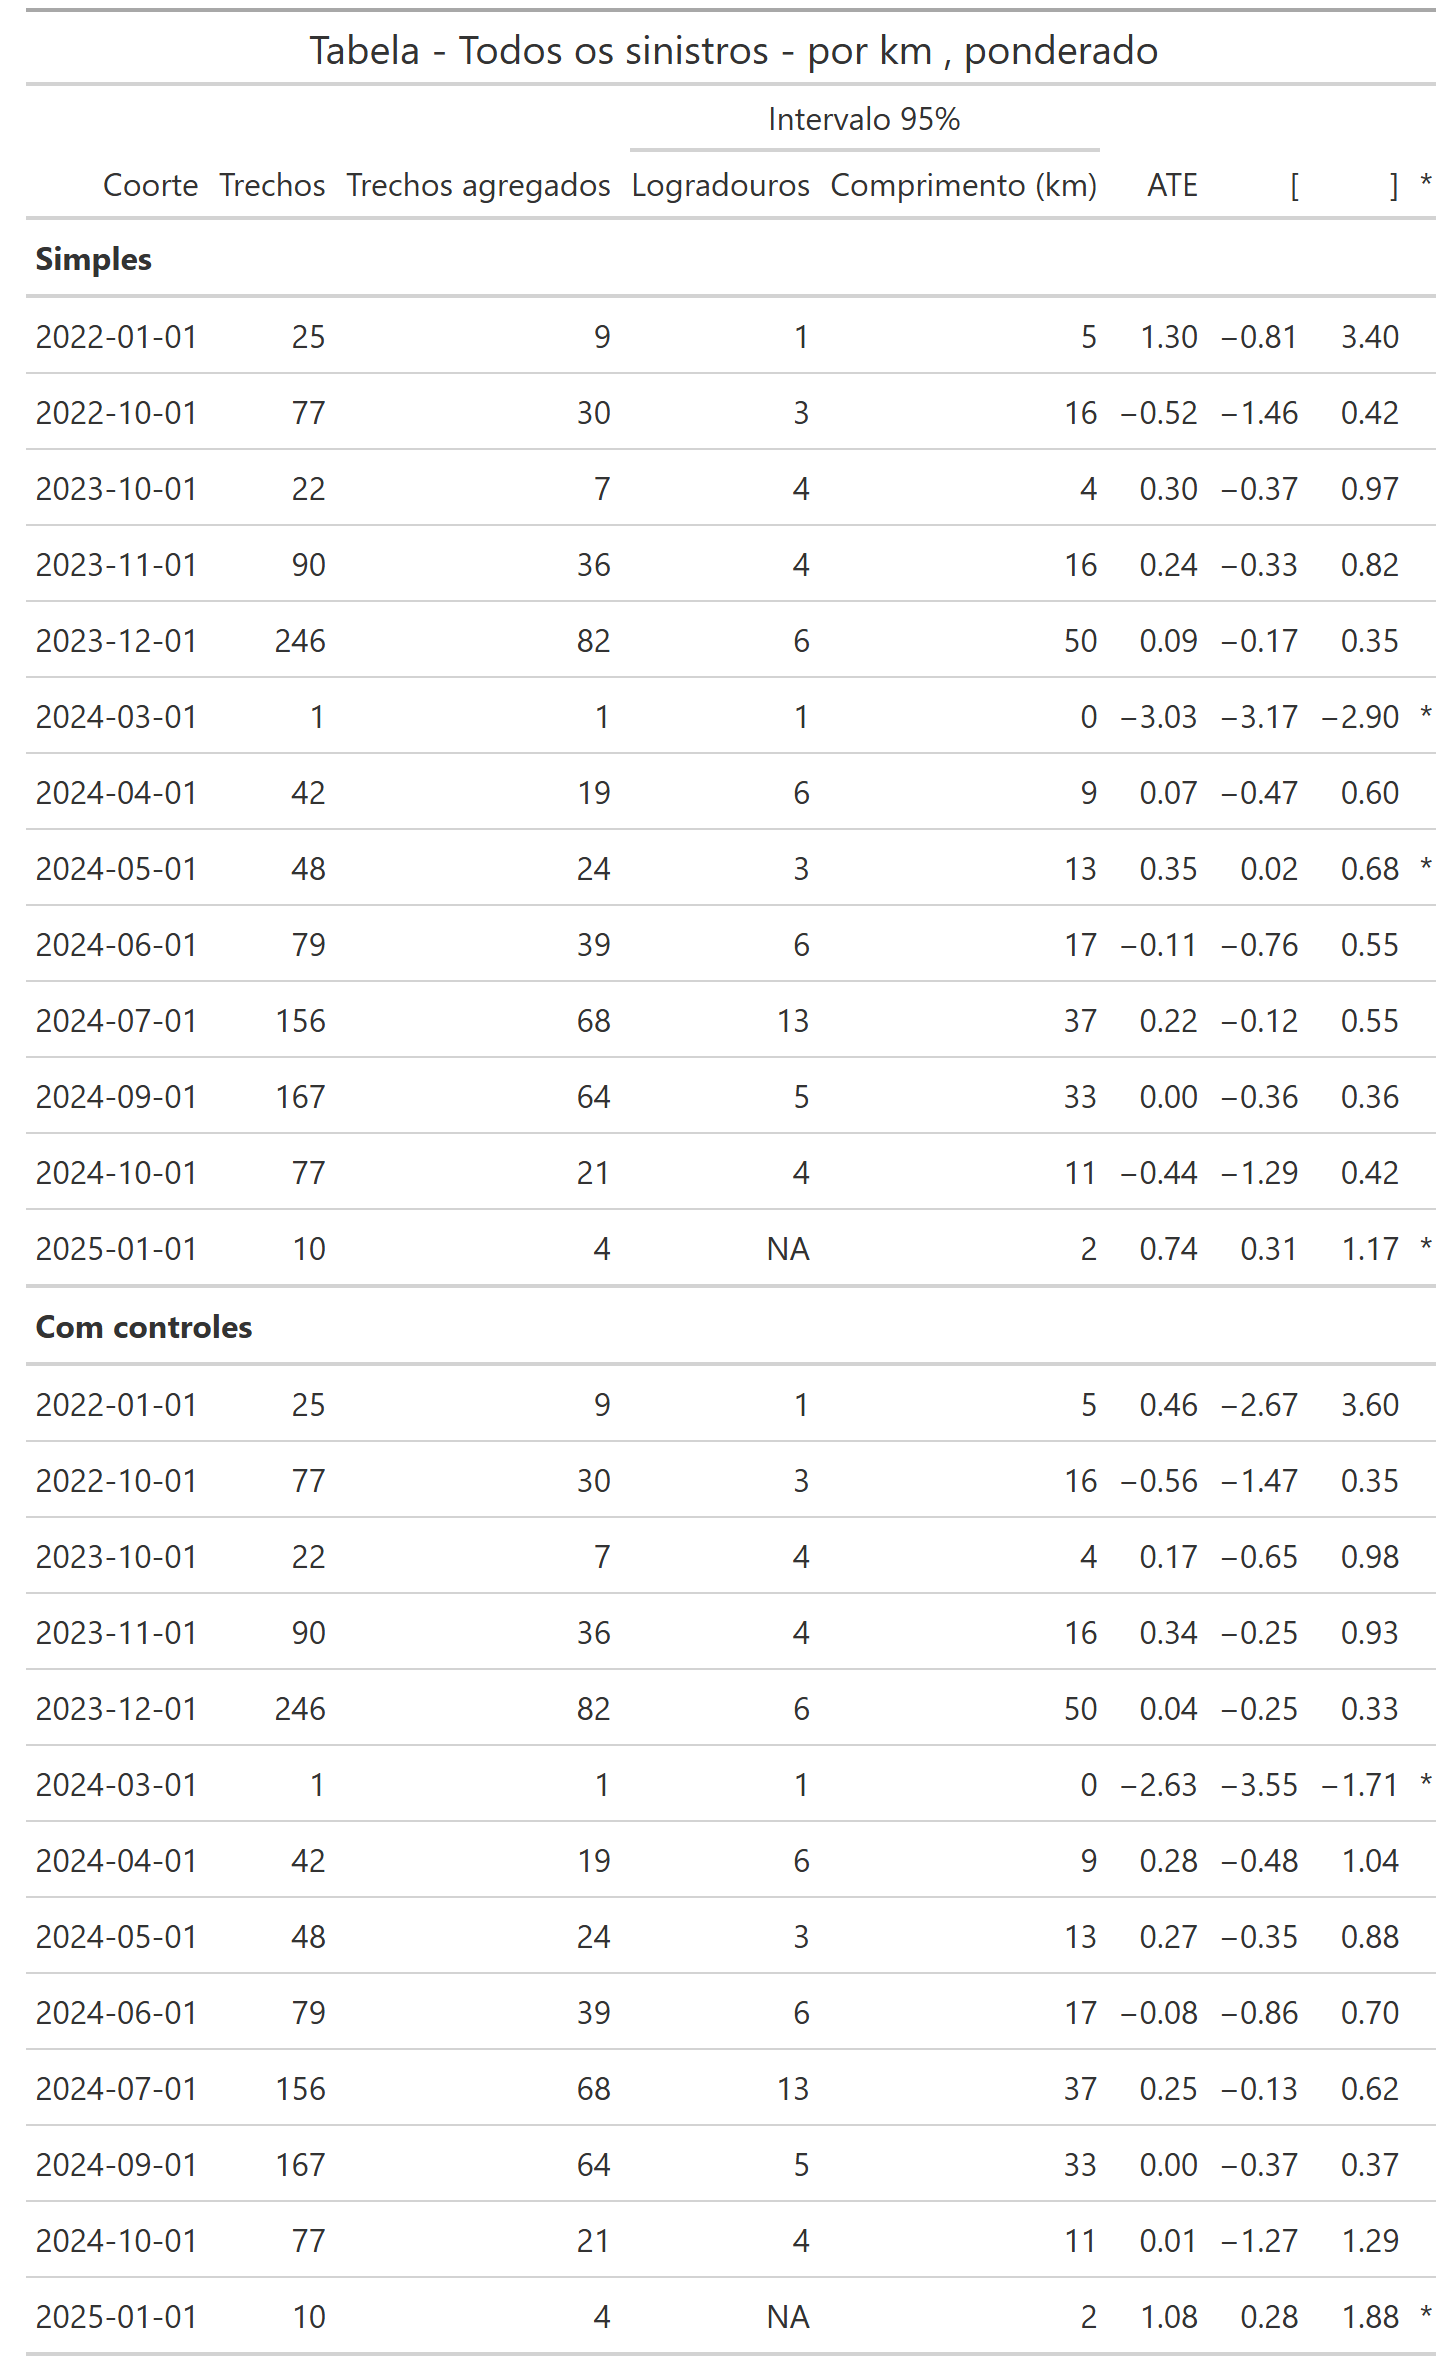 Tabela - Todos os sinistros - por km , ponderado
Intervalo 95%
Coorte Trechos Trechos agregados Logradouros Comprimento (km) ATE [ ] *
Simples
2022-01-01 25 9 1 5 1.30 −0.81 3.40
2022-10-01 77 30 3 16 −0.52 −1.46 0.42
2023-10-01 22 7 4 4 0.30 −0.37 0.97
2023-11-01 90 36 4 16 0.24 −0.33 0.82
2023-12-01 246 82 6 50 0.09 −0.17 0.35
2024-03-01 1 1 1 0 −3.03 −3.17 −2.90 *
2024-04-01 42 19 6 9 0.07 −0.47 0.60
2024-05-01 48 24 3 13 0.35 0.02 0.68 *
2024-06-01 79 39 6 17 −0.11 −0.76 0.55
2024-07-01 156 68 13 37 0.22 −0.12 0.55
2024-09-01 167 64 5 33 0.00 −0.36 0.36
2024-10-01 77 21 4 11 −0.44 −1.29 0.42
2025-01-01 10 4 NA 2 0.74 0.31 1.17 *
Com controles
2022-01-01 25 9 1 5 0.46 −2.67 3.60
2022-10-01 77 30 3 16 −0.56 −1.47 0.35
2023-10-01 22 7 4 4 0.17 −0.65 0.98
2023-11-01 90 36 4 16 0.34 −0.25 0.93
2023-12-01 246 82 6 50 0.04 −0.25 0.33
2024-03-01 1 1 1 0 −2.63 −3.55 −1.71 *
2024-04-01 42 19 6 9 0.28 −0.48 1.04
2024-05-01 48 24 3 13 0.27 −0.35 0.88
2024-06-01 79 39 6 17 −0.08 −0.86 0.70
2024-07-01 156 68 13 37 0.25 −0.13 0.62
2024-09-01 167 64 5 33 0.00 −0.37 0.37
2024-10-01 77 21 4 11 0.01 −1.27 1.29
2025-01-01 10 4 NA 2 1.08 0.28 1.88 *